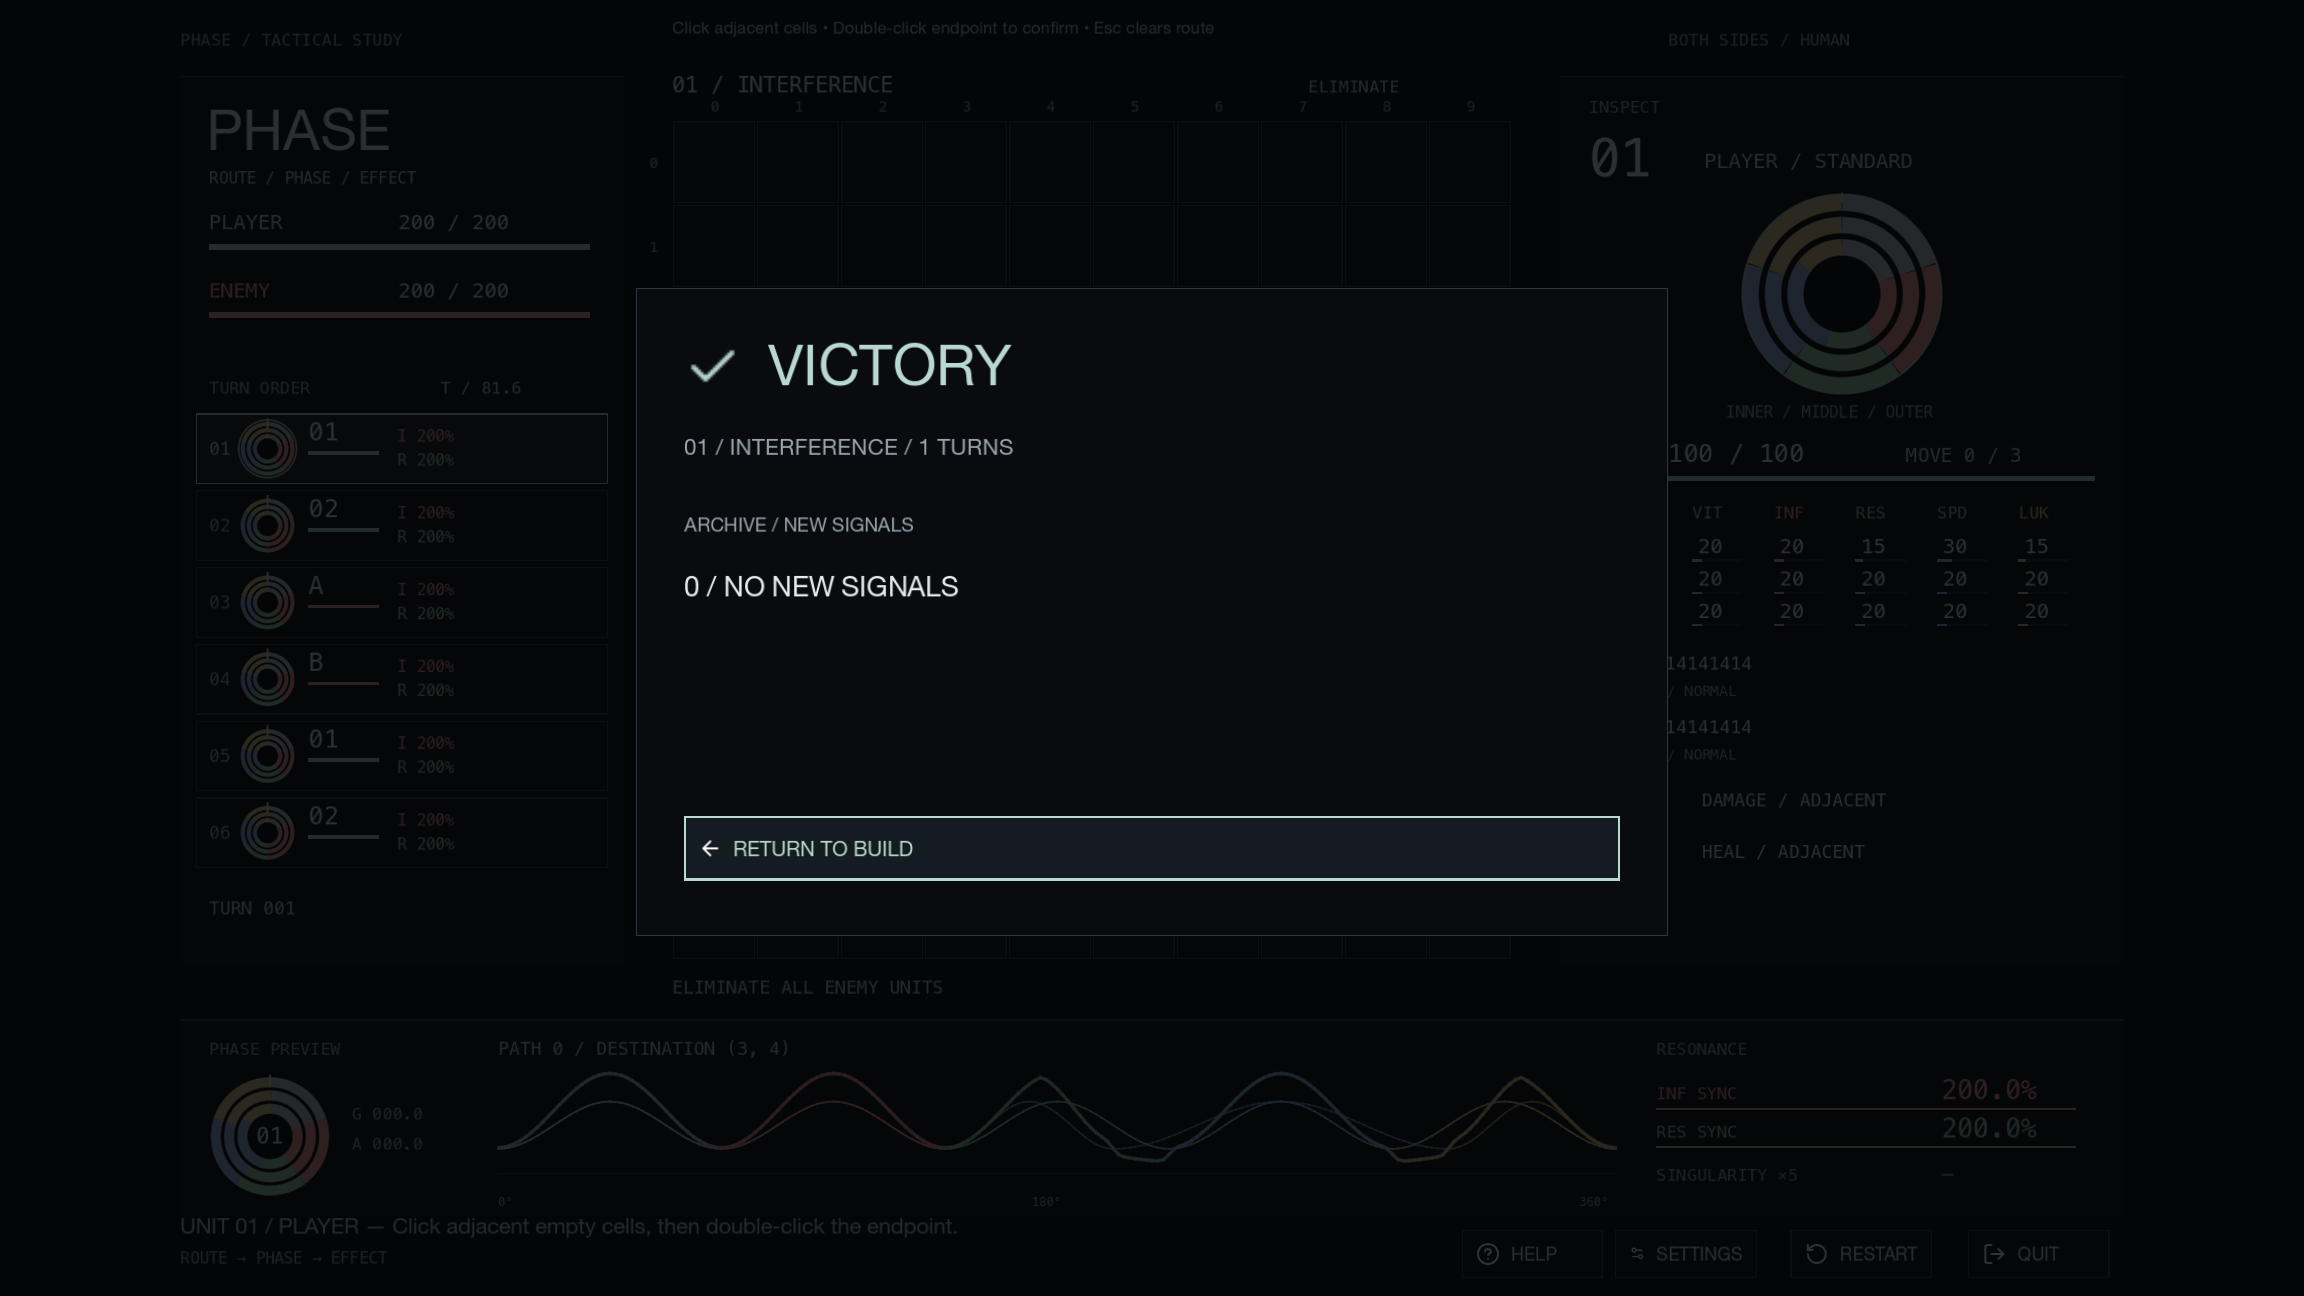 Click adjacent cells • Double-click endpoint to confirm • Esc clears route
PHASE / TACTICAL STUDY
BOTH SIDES / HUMAN
PHASE
ROUTE / PHASE / EFFECT
PLAYER 200 / 200
ENEMY 200 / 200
TURN ORDER T / 81.6
01 01 I 200%
R 200%
02 02 I 200%
R 200%
03 A I 200%
R 200%
04 B I 200%
R 200%
05 01 I 200%
R 200%
06 02 I 200%
R 200%
TURN 001
01 / INTERFERENCE ELIMINATE
0 1 2 3 4 5 6 7 8 9
0
1
VICTORY
01 / INTERFERENCE / 1 TURNS
ARCHIVE / NEW SIGNALS
0 / NO NEW SIGNALS
RETURN TO BUILD
ELIMINATE ALL ENEMY UNITS
INSPECT
01 PLAYER / STANDARD
INNER / MIDDLE / OUTER
100 / 100 MOVE 0 / 3
VIT INF RES SPD LUK
20 20 15 30 15
20 20 20 20 20
20 20 20 20 20
14141414
/ NORMAL
14141414
/ NORMAL
DAMAGE / ADJACENT
HEAL / ADJACENT
PHASE PREVIEW
01
G 000.0
A 000.0
PATH 0 / DESTINATION (3, 4)
0° 180° 360°
RESONANCE
INF SYNC 200.0%
RES SYNC 200.0%
SINGULARITY ×5 —
UNIT 01 / PLAYER — Click adjacent empty cells, then double-click the endpoint.
ROUTE → PHASE → EFFECT
HELP SETTINGS RESTART QUIT